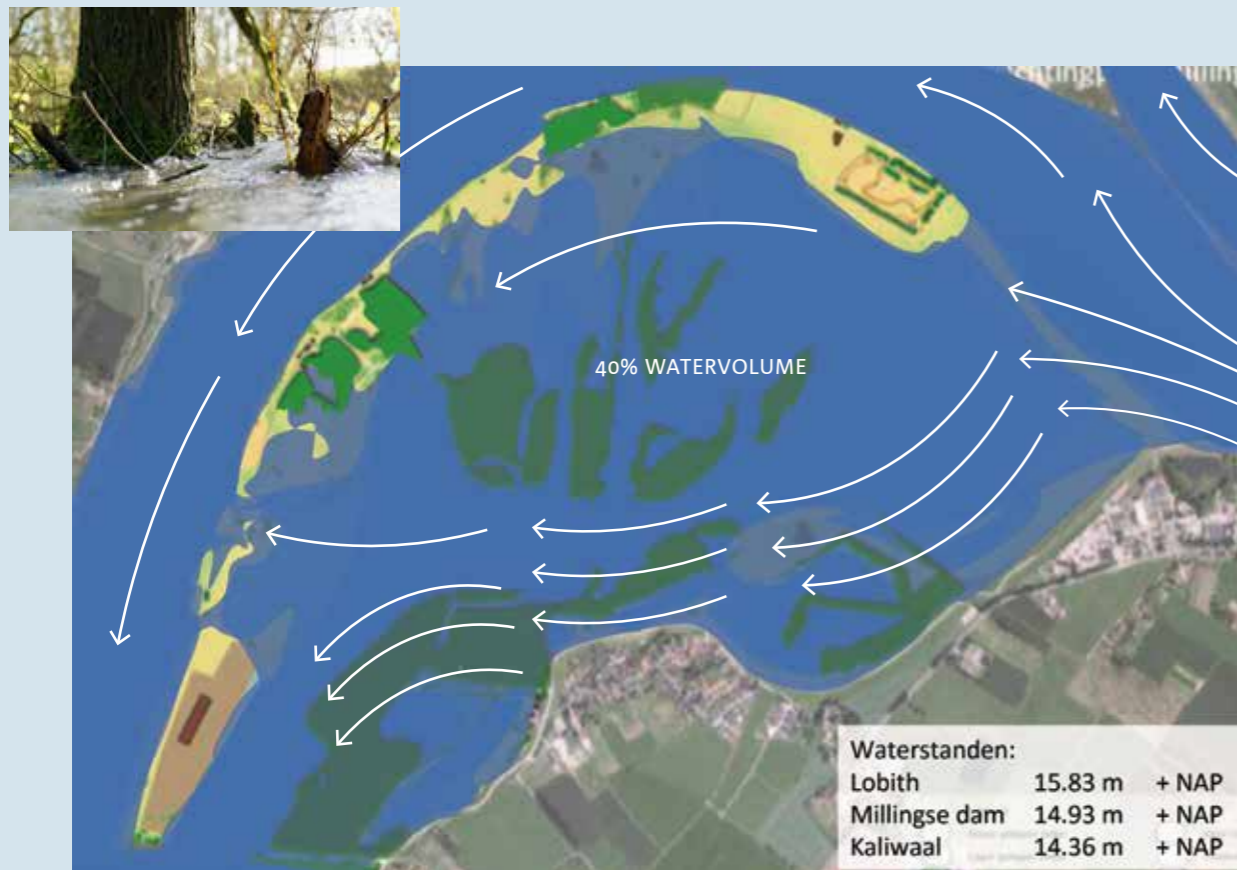 40% WATERVOLUME
Waterstanden:
Lobith 15.83 m + NAP
Millingse dam 14.93 m + NAP
Kaliwaal 14.36 m + NAP